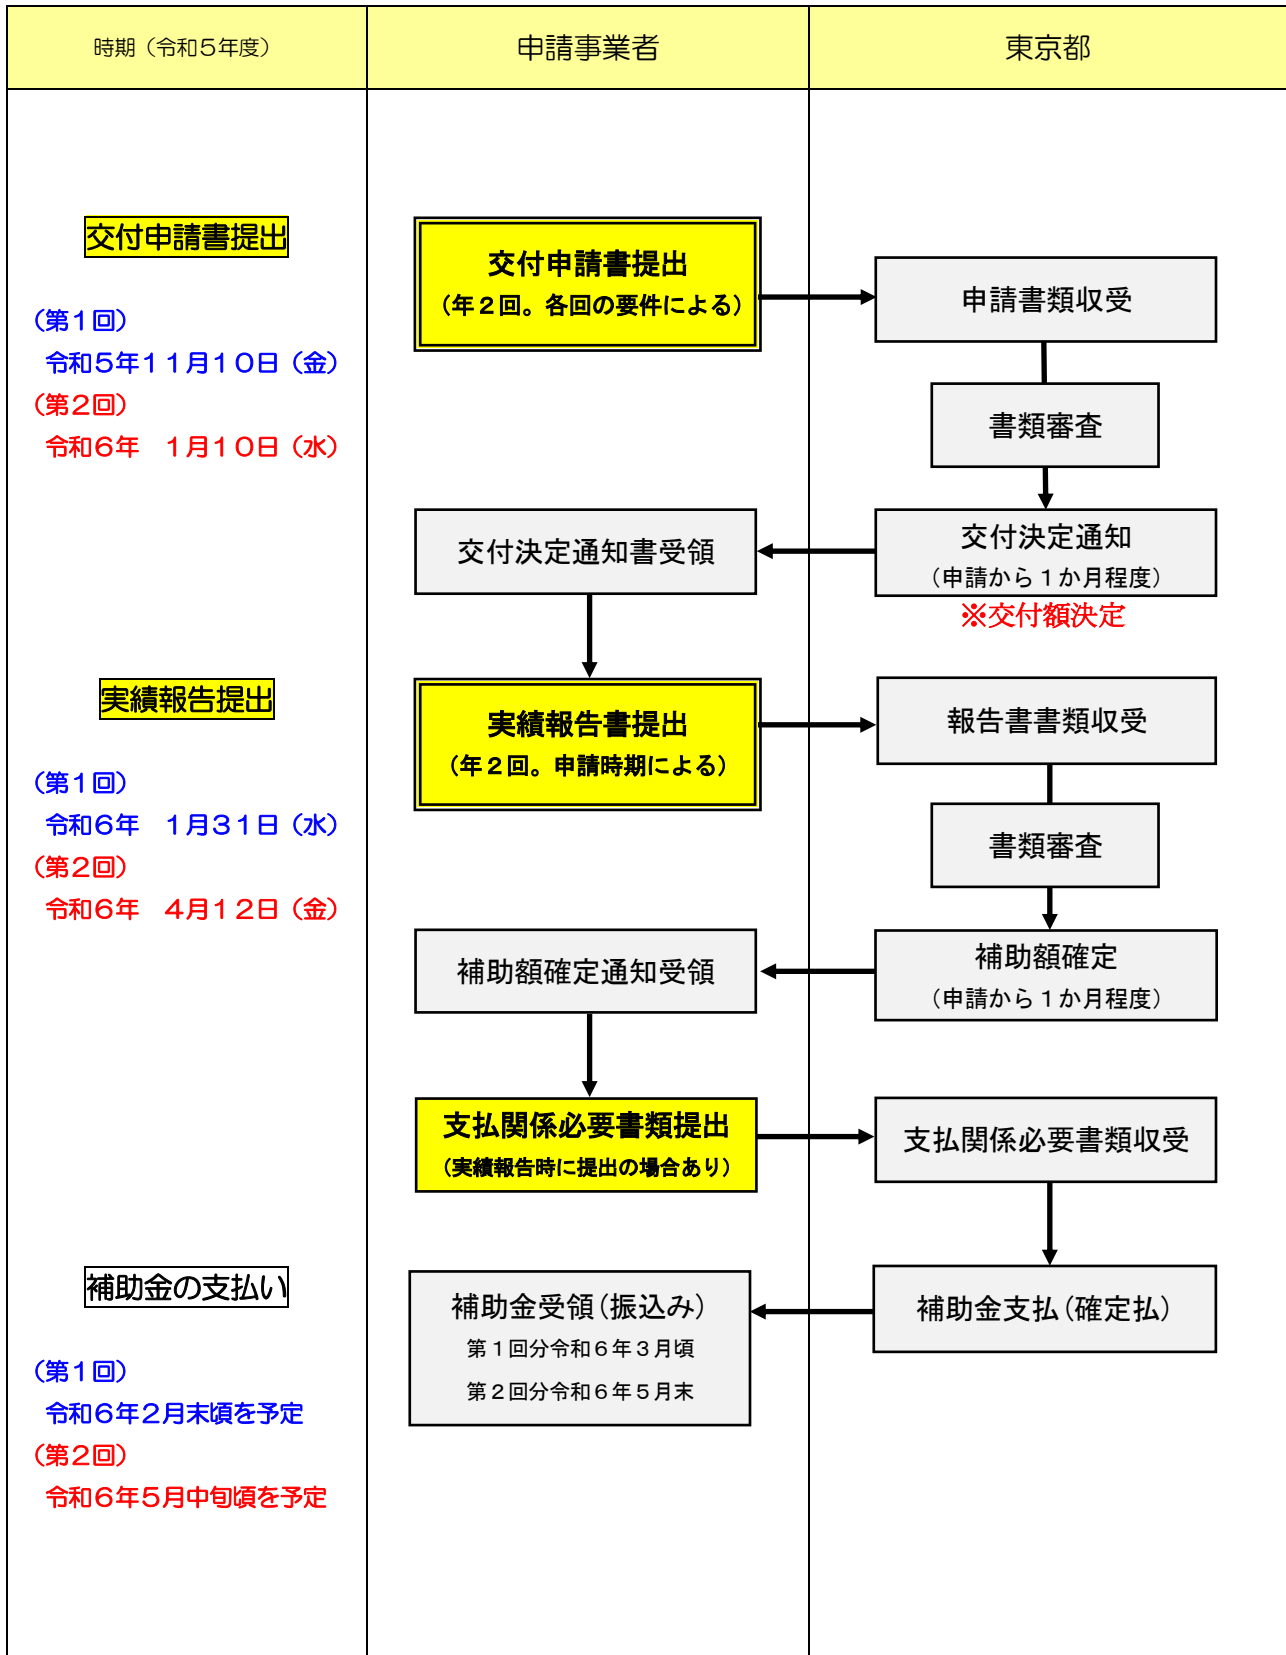 時期（令和５年度）
申請事業者
東京都
交付申請書提出
（第１回）
令和５年１１月１０日（金）
（第２回）
令和６年　１月１０日（水）
交付申請書提出
（年２回。各回の要件による）
申請書類収受
書類審査
交付決定通知書受領
交付決定通知
（申請から１か月程度）
※交付額決定
実績報告提出
（第１回）
令和６年　１月３１日（水）
（第２回）
令和６年　４月１２日（金）
実績報告書提出
（年２回。申請時期による）
報告書書類収受
書類審査
補助額確定通知受領
補助額確定
（申請から１か月程度）
支払関係必要書類提出
（実績報告時に提出の場合あり）
支払関係必要書類収受
補助金の支払い
（第１回）
令和６年２月末頃を予定
（第２回）
令和６年５月中旬頃を予定
補助金受領（振込み）
第１回分令和６年３月頃
第２回分令和６年５月末
補助金支払（確定払）